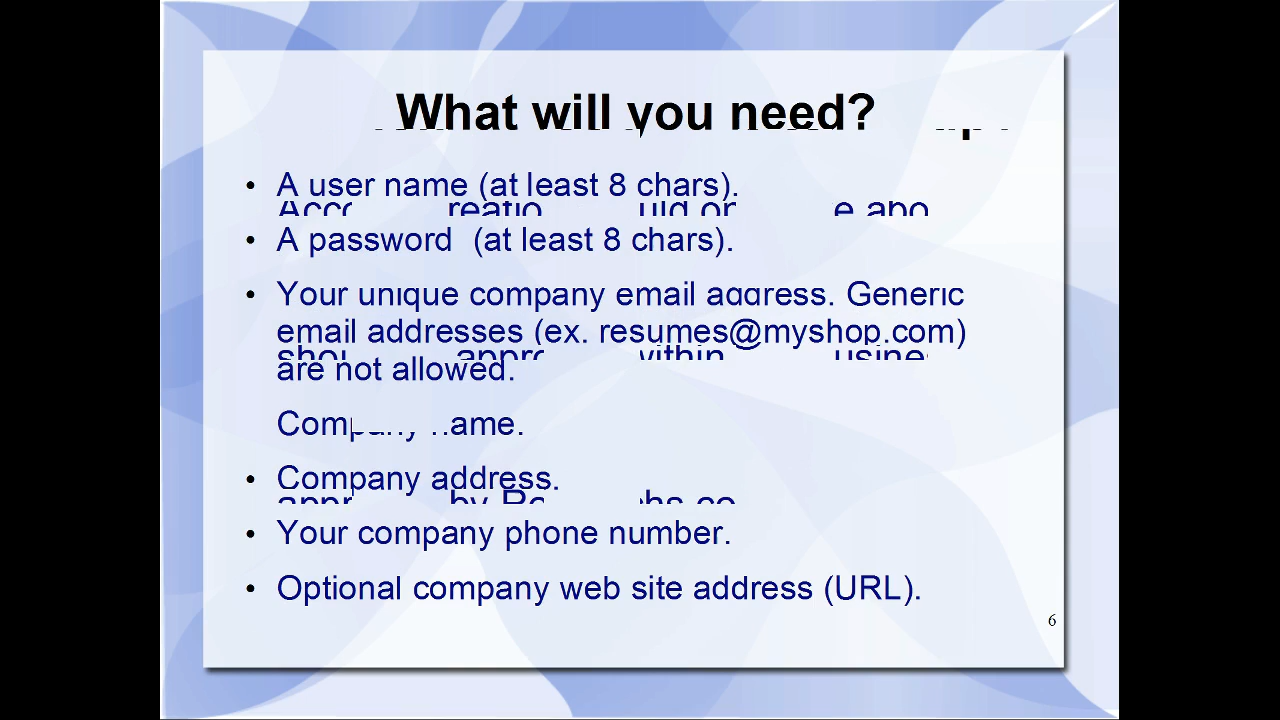 What will you need?
• A user name (at least 8 chars).
• A password (at least 8 chars).
• Your unique company email address. Generic
email addresses (ex. resumes@myshop.com)
are not allowed.
Company name.
• Company address.
• Your company phone number.
• Optional company web site address (URL).
6